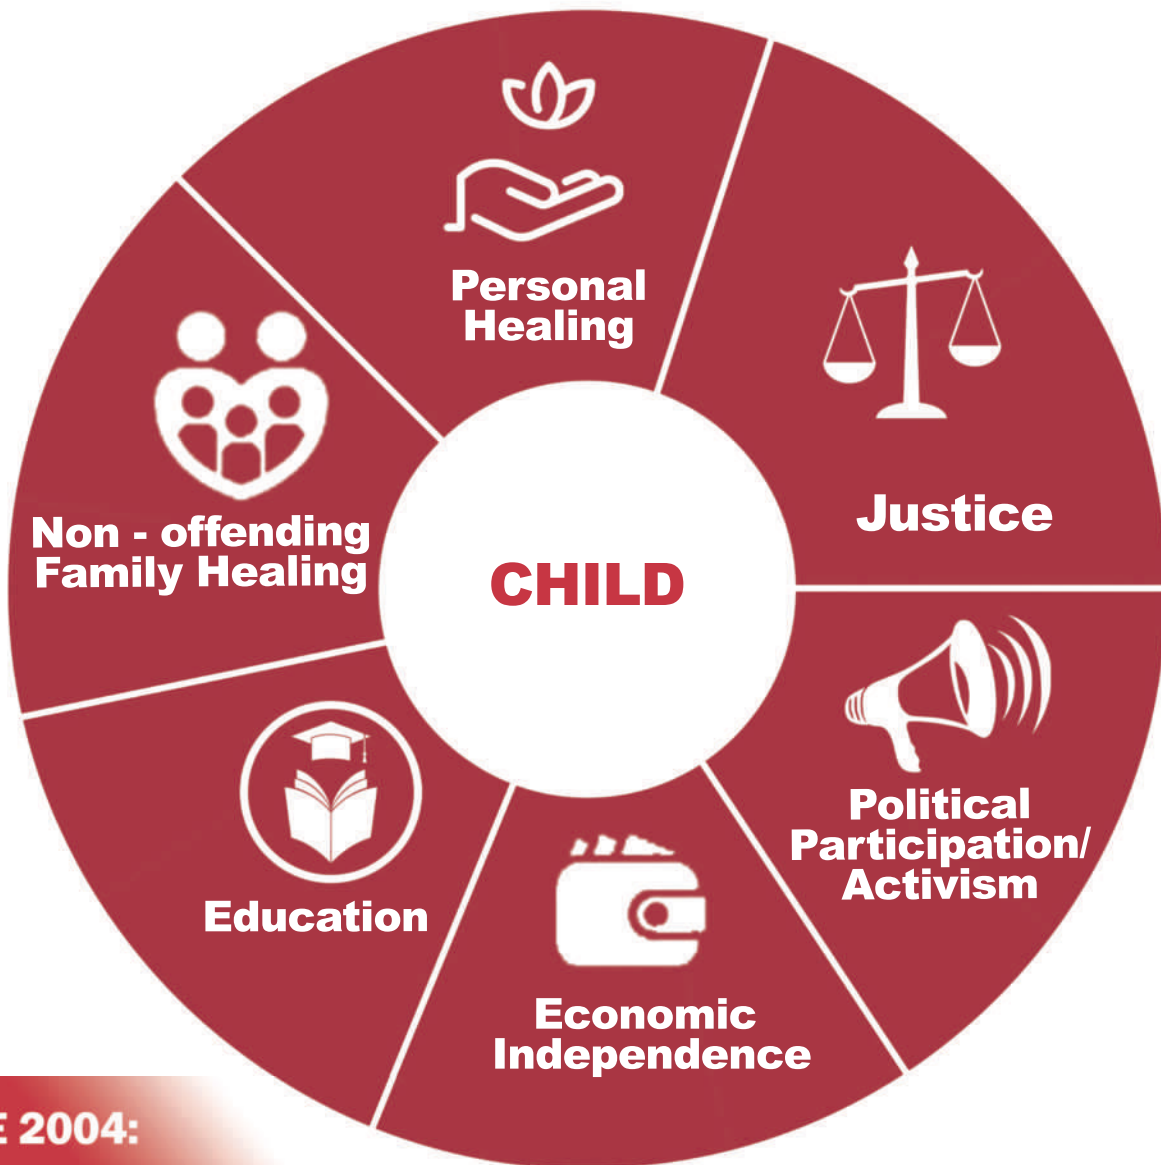 Personal
Healing
Justice
Non - offending
Family Healing
CHILD
Political
Participation/
Activism
Education
Economic
Independence
2004: